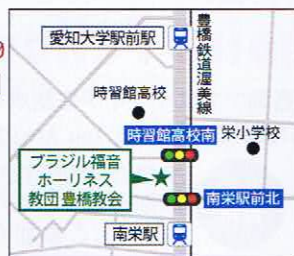 愛知大学駅前駅
豊橋鉄道渥美線
時習館高校
時習館高校南
栄小学校
ブラジル福音
ホーリネス
教団 豊橋教会
南栄駅前北
南栄駅